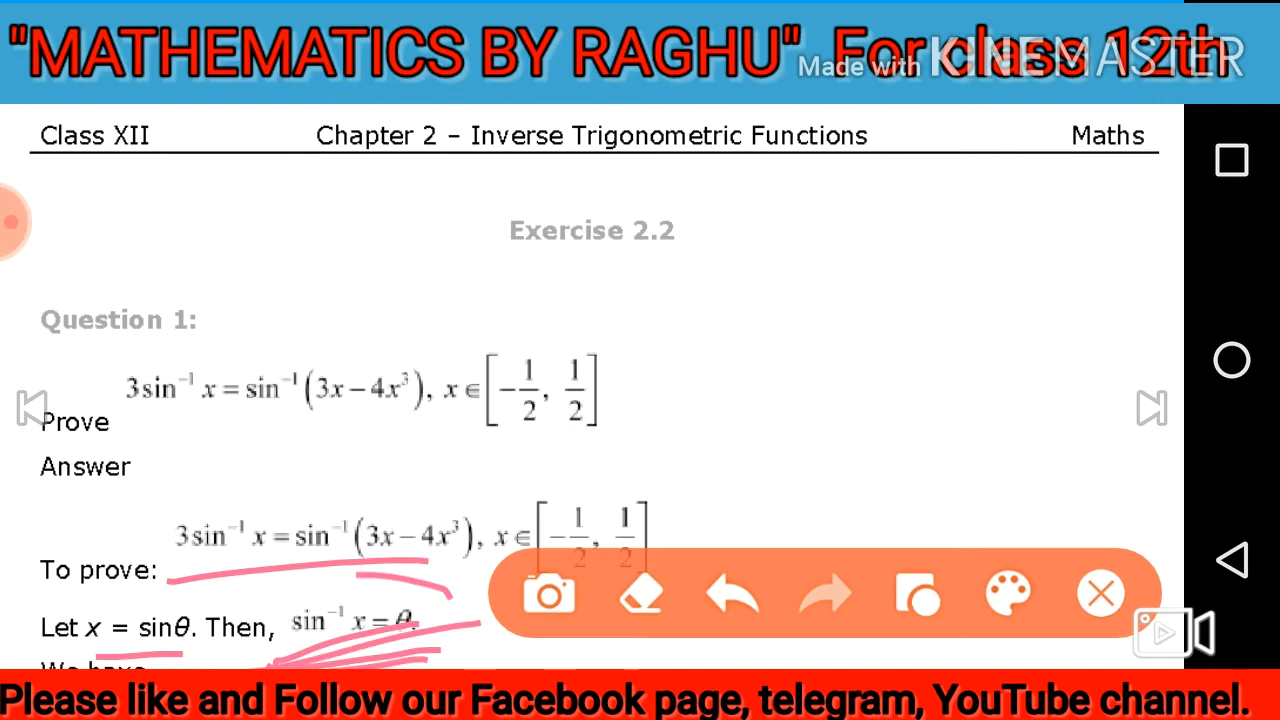 "MATHEMATICS BY RAGHU" For class 12th
Made with KINEMASTER
Class XII Chapter 2 – Inverse Trigonometric Functions Maths
Exercise 2.2
Question 1:
Prove 3sin⁻¹ x = sin⁻¹ (3x – 4x³), x ∈ [–1/2, 1/2]
Answer
To prove: 3sin⁻¹ x = sin⁻¹ (3x – 4x³), x ∈ [–1/2, 1/2]
Let x = sinθ. Then, sin⁻¹ x = θ.
We have
Please like and Follow our Facebook page, telegram, YouTube channel.